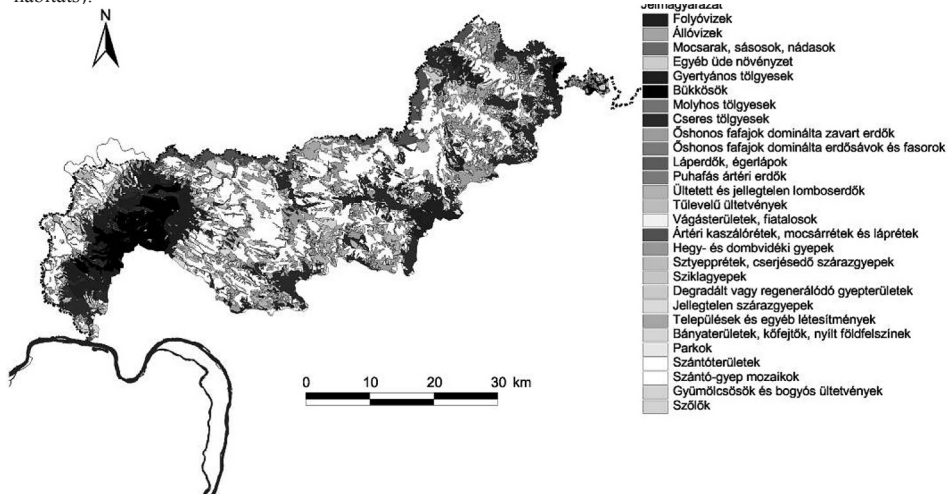 habitats).
N
Jelmagyarázat
Folyóvizek
Állóvizek
Mocsarak, sásosok, nádasok
Egyéb üde növényzet
Gyertyános tölgyesek
Bükkösök
Molyhos tölgyesek
Cseres tölgyesek
Őshonos fafajok dominálta zavart erdők
Őshonos fafajok dominálta erdősávok és fasorok
Láperdők, égerlápok
Puhafás ártéri erdők
Ültetett és jellegtelen lomboserdők
Tűlevelű ültetvények
Vágásterületek, fiatalosok
Ártéri kaszálórétek, mocsárrétek és láprétek
Hegy- és dombvidéki gyepek
Sztyepprétek, cserjésedő szárazgyepek
Sziklagyepek
Degradált vagy regenerálódó gyepterületek
Jellegtelen szárazgyepek
Települések és egyéb létesítmények
Bányaterületek, kőfejtők, nyílt földfelszínek
Parkok
Szántóterületek
Szántó-gyep mozaikok
Gyümölcsösök és bogyós ültetvények
Szőlők
0 10 20 30 km